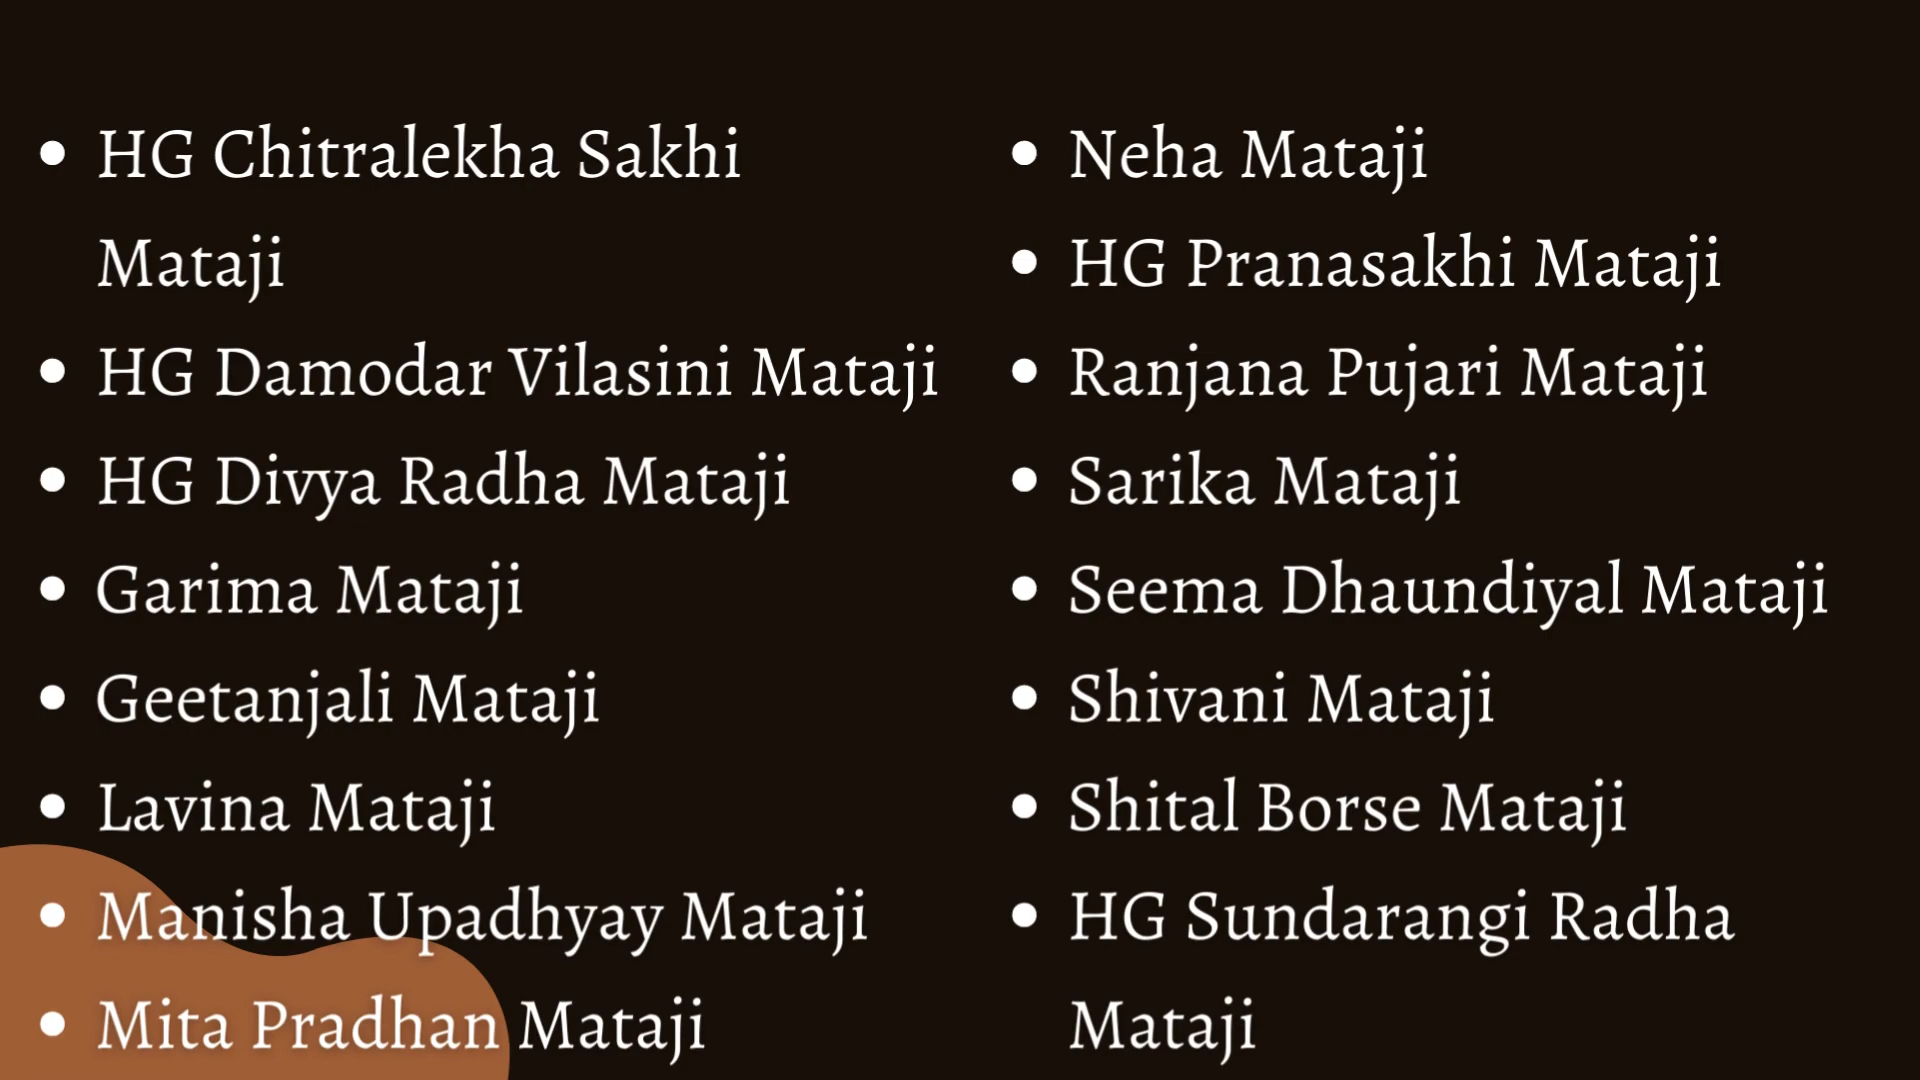 • HG Chitralekha Sakhi
Mataji
• HG Damodar Vilasini Mataji
• HG Divya Radha Mataji
• Garima Mataji
• Geetanjali Mataji
• Lavina Mataji
• Manisha Upadhyay Mataji
• Mita Pradhan Mataji
• Neha Mataji
• HG Pranasakhi Mataji
• Ranjana Pujari Mataji
• Sarika Mataji
• Seema Dhaundiyal Mataji
• Shivani Mataji
• Shital Borse Mataji
• HG Sundarangi Radha
Mataji